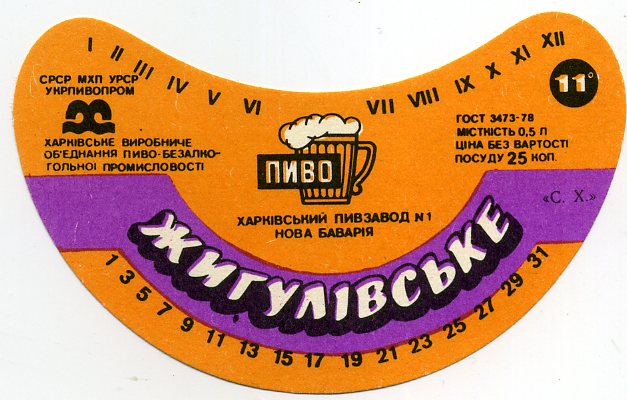 I II III IV V VI VII VIII IX X XI XII
СРСР МХП УРСР
УКРПИВОПРОМ
ХАРКІВСЬКЕ ВИРОБНИЧЕ
ОБ'ЄДНАННЯ ПИВО-БЕЗАЛКО-
ГОЛЬНОЇ ПРОМИСЛОВОСТІ
11°
ГОСТ 3473-78
МІСТКІСТЬ 0,5 Л
ЦІНА БЕЗ ВАРТОСТІ
ПОСУДУ 25 КОП.
«С. Х.»
ПИВО
ХАРКІВСЬКИЙ ПИВЗАВОД №1
НОВА БАВАРІЯ
ЖИГУЛІВСЬКЕ
1 3 5 7 9 11 13 15 17 19 21 23 25 27 29 31